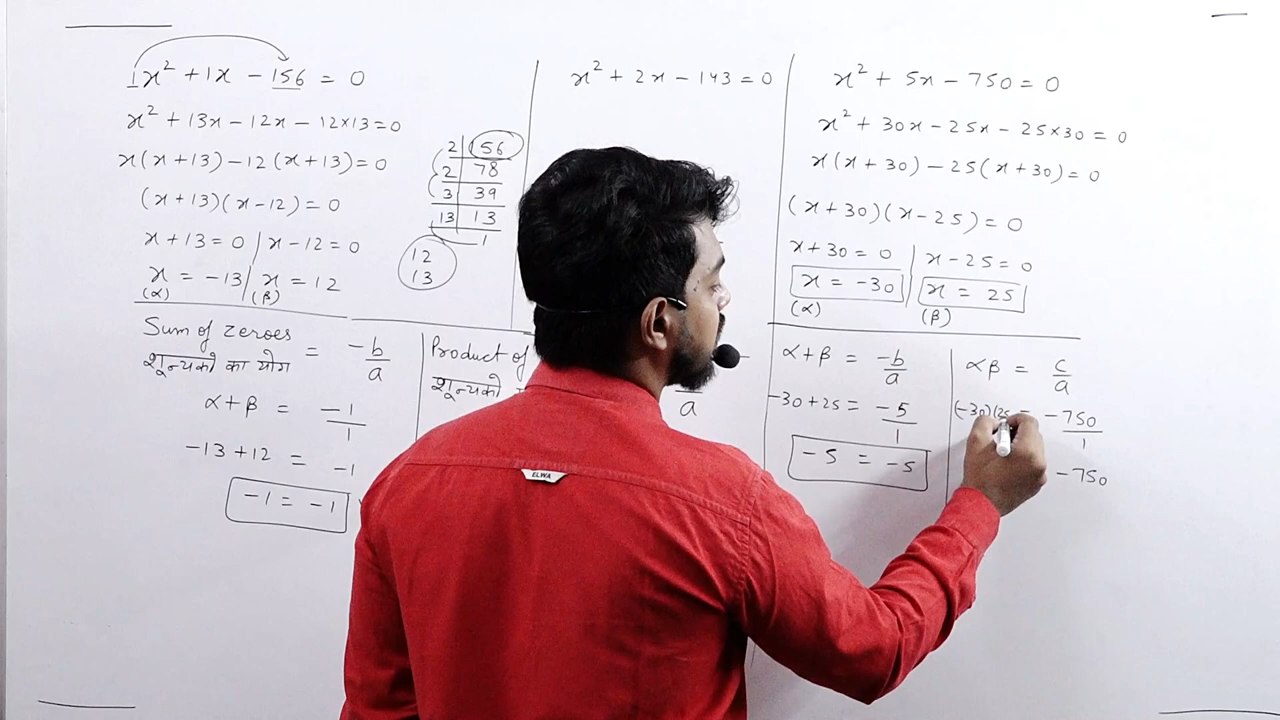 1x² + 1x - 156 = 0
x² + 13x - 12x - 12×13 = 0
x(x + 13) - 12(x + 13) = 0
(x + 13)(x - 12) = 0
x + 13 = 0 / x - 12 = 0
x = -13 / x = 12
(α) (β)
2 | 156
2 | 78
3 | 39
13 | 13
1
12
13
Sum of zeroes
शून्यको का योग = -b/a
α + β = -1/1
-13 + 12 = -1
-1 = -1
Product of
शून्यको
a
x² + 2x - 143 = 0
x² + 5x - 750 = 0
x² + 30x - 25x - 25×30 = 0
x(x + 30) - 25(x + 30) = 0
(x + 30)(x - 25) = 0
x + 30 = 0 | x - 25 = 0
x = -30 | x = 25
(α) (β)
α + β = -b/a
-30 + 25 = -5/1
-5 = -5
αβ = c/a
(-30)(25 = -750/1
-750
ELWA